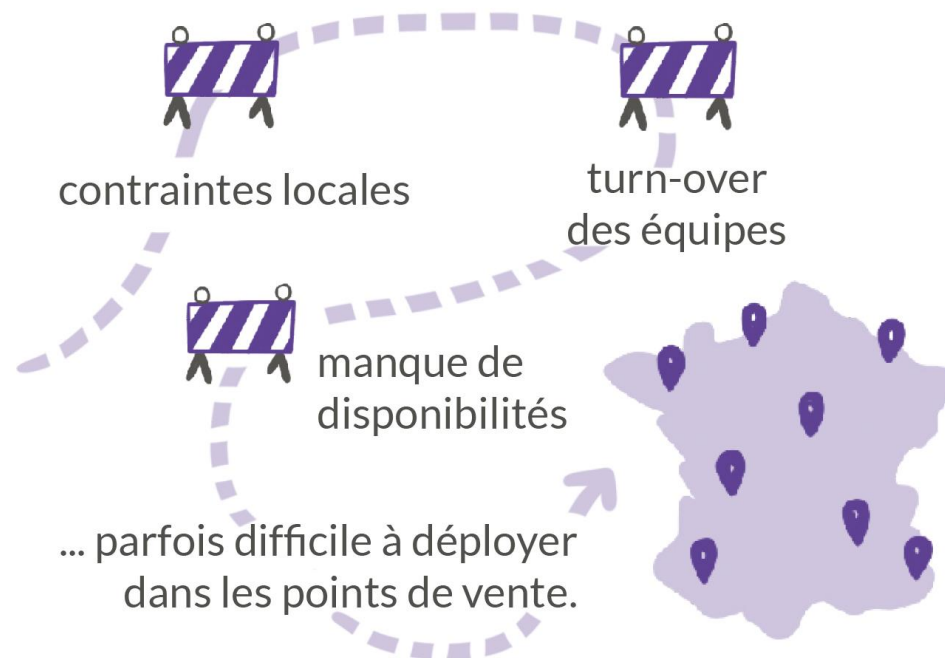 contraintes locales
turn-over
des équipes
manque de
disponibilités
... parfois difficile à déployer
dans les points de vente.